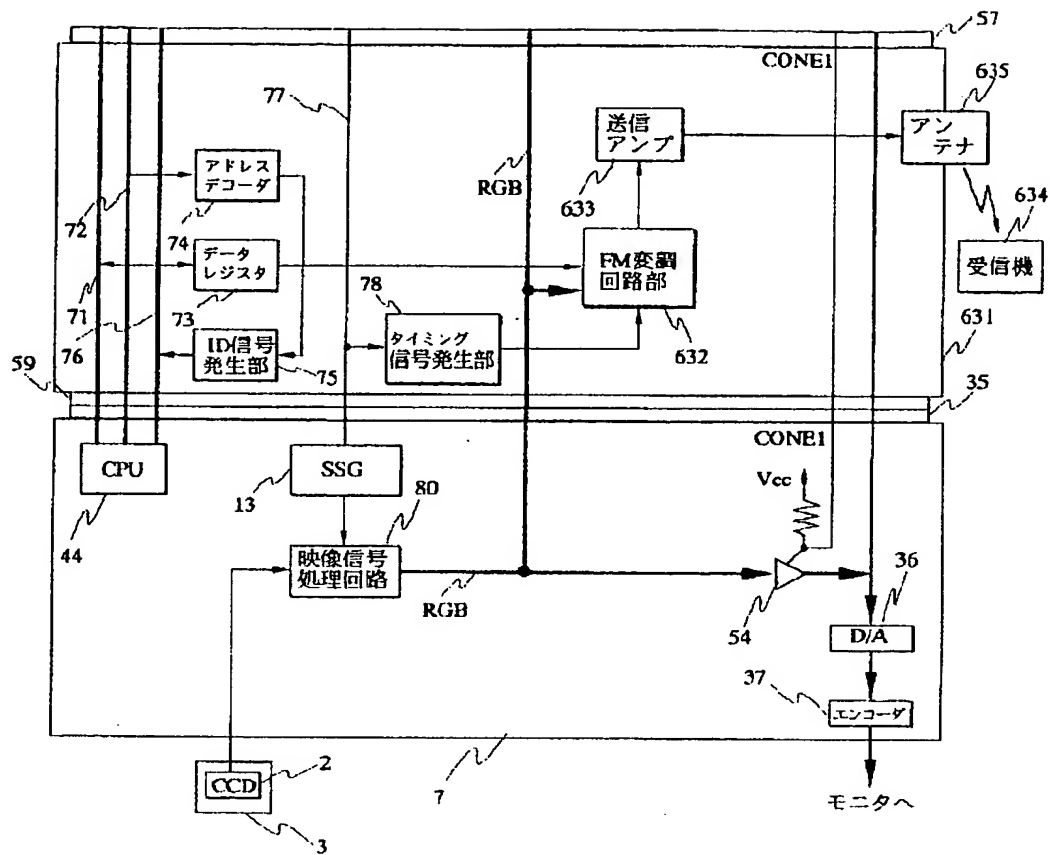 57
CONE1
77
635
送信
アンプ
アン
テナ
アドレス
デコーダ
RGB
633
634
72
74
データ
レジスタ
FM変調
回路部
受信機
78
71
73
タイミング
信号発生部
76
ID信号
発生部
75
632
631
59
35
CONE1
CPU
SSG
Vcc
13
80
44
映像信号
処理回路
RGB
36
54
D/A
37
エンコーダ
2
CCD
7
モニタへ
3